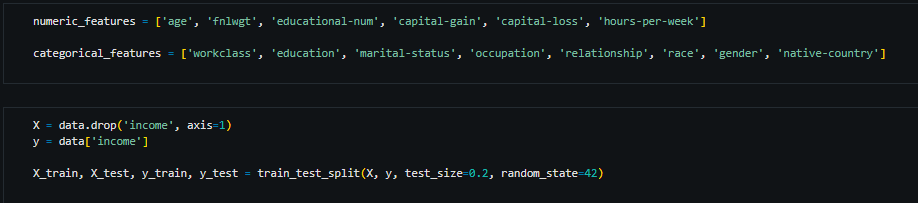 numeric_features = ['age', 'fnlwgt', 'educational-num', 'capital-gain', 'capital-loss', 'hours-per-week']
categorical_features = ['workclass', 'education', 'marital-status', 'occupation', 'relationship', 'race', 'gender', 'native-country']
X = data.drop('income', axis=1)
y = data['income']
X_train, X_test, y_train, y_test = train_test_split(X, y, test_size=0.2, random_state=42)